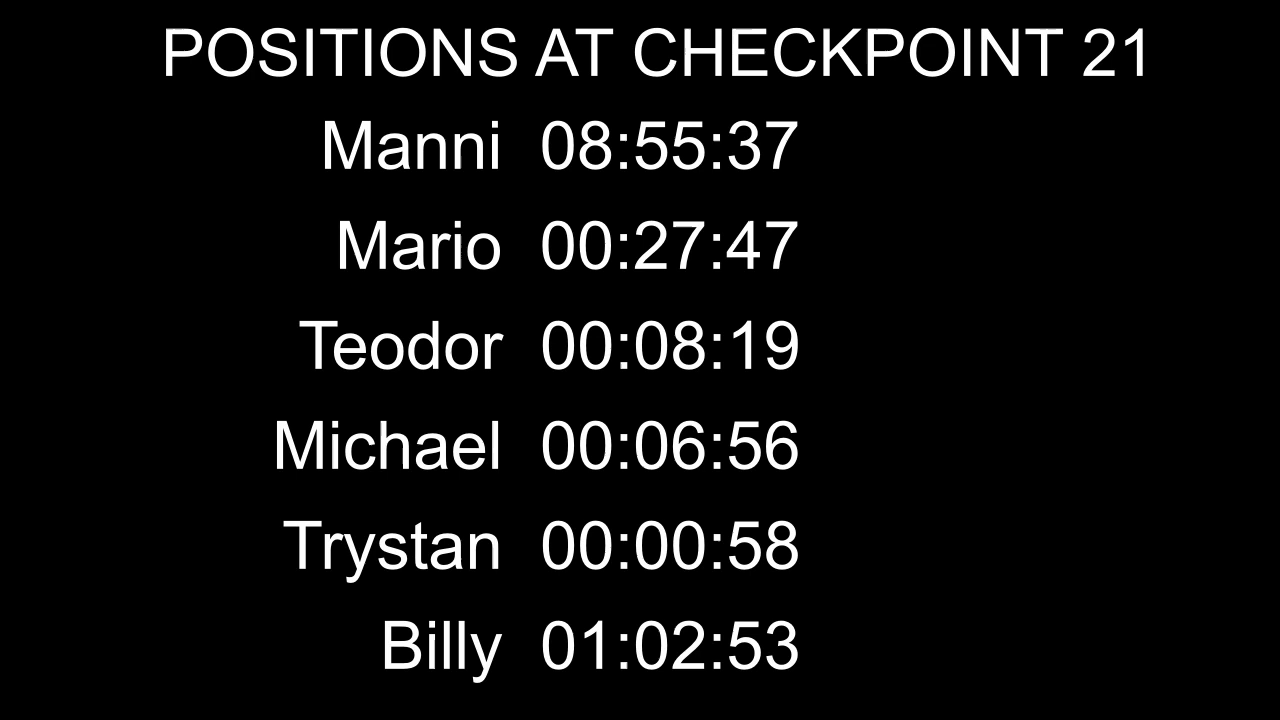 POSITIONS AT CHECKPOINT 21
Manni 08:55:37
Mario 00:27:47
Teodor 00:08:19
Michael 00:06:56
Trystan 00:00:58
Billy 01:02:53